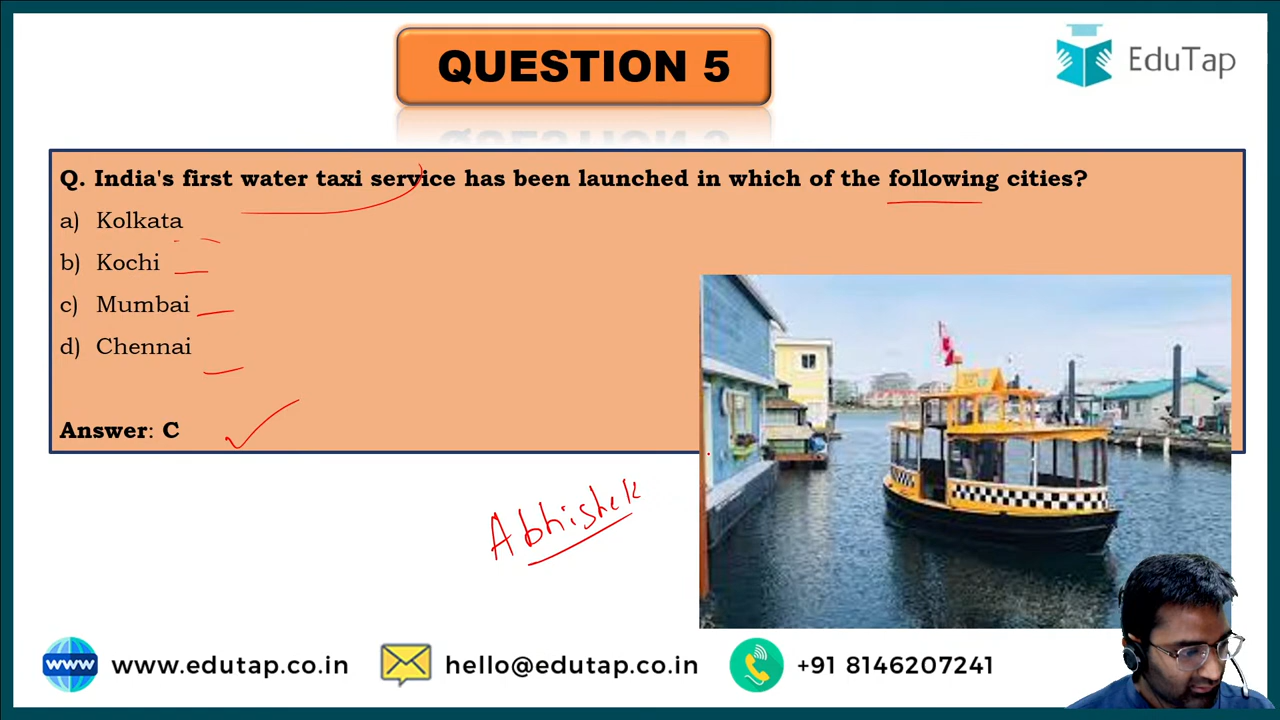 QUESTION 5
EduTap
Q. India's first water taxi service has been launched in which of the following cities?
a) Kolkata
b) Kochi
c) Mumbai
d) Chennai
Answer: C
Abhishek
www.edutap.co.in
hello@edutap.co.in
+91 8146207241